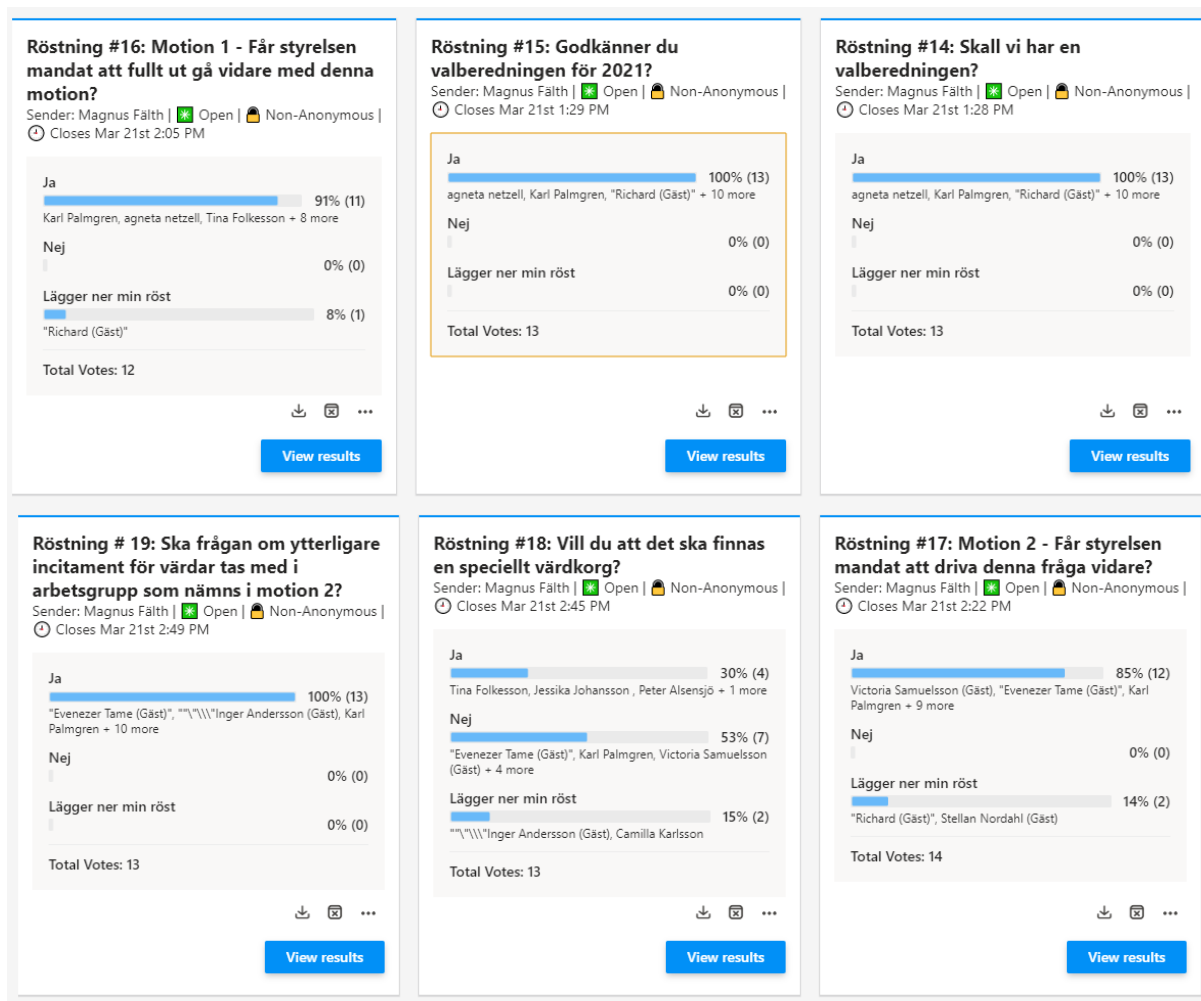 Röstning #16: Motion 1 - Får styrelsen
mandat att fullt ut gå vidare med denna
motion?
Sender: Magnus Fälth | Open | Non-Anonymous |
Closes Mar 21st 2:05 PM
Ja
91% (11)
Karl Palmgren, agneta netzell, Tina Folkesson + 8 more
Nej
0% (0)
Lägger ner min röst
8% (1)
"Richard (Gäst)"
Total Votes: 12
View results
Röstning #15: Godkänner du
valberedningen för 2021?
Sender: Magnus Fälth | Open | Non-Anonymous |
Closes Mar 21st 1:29 PM
Ja
100% (13)
agneta netzell, Karl Palmgren, "Richard (Gäst)" + 10 more
Nej
0% (0)
Lägger ner min röst
0% (0)
Total Votes: 13
View results
Röstning #14: Skall vi har en
valberedningen?
Sender: Magnus Fälth | Open | Non-Anonymous |
Closes Mar 21st 1:28 PM
Ja
100% (13)
agneta netzell, Karl Palmgren, "Richard (Gäst)" + 10 more
Nej
0% (0)
Lägger ner min röst
0% (0)
Total Votes: 13
View results
Röstning # 19: Ska frågan om ytterligare
incitament för värdar tas med i
arbetsgrupp som nämns i motion 2?
Sender: Magnus Fälth | Open | Non-Anonymous |
Closes Mar 21st 2:49 PM
Ja
100% (13)
"Evenezer Tame (Gäst)", ""\"\\\"Inger Andersson (Gäst), Karl
Palmgren + 10 more
Nej
0% (0)
Lägger ner min röst
0% (0)
Total Votes: 13
View results
Röstning #18: Vill du att det ska finnas
en speciellt värdkorg?
Sender: Magnus Fälth | Open | Non-Anonymous |
Closes Mar 21st 2:45 PM
Ja
30% (4)
Tina Folkesson, Jessika Johansson , Peter Alsensjö + 1 more
Nej
53% (7)
"Evenezer Tame (Gäst)", Karl Palmgren, Victoria Samuelsson
(Gäst) + 4 more
Lägger ner min röst
15% (2)
""\"\\\"Inger Andersson (Gäst), Camilla Karlsson
Total Votes: 13
View results
Röstning #17: Motion 2 - Får styrelsen
mandat att driva denna fråga vidare?
Sender: Magnus Fälth | Open | Non-Anonymous |
Closes Mar 21st 2:22 PM
Ja
85% (12)
Victoria Samuelsson (Gäst), "Evenezer Tame (Gäst)", Karl
Palmgren + 9 more
Nej
0% (0)
Lägger ner min röst
14% (2)
"Richard (Gäst)", Stellan Nordahl (Gäst)
Total Votes: 14
View results